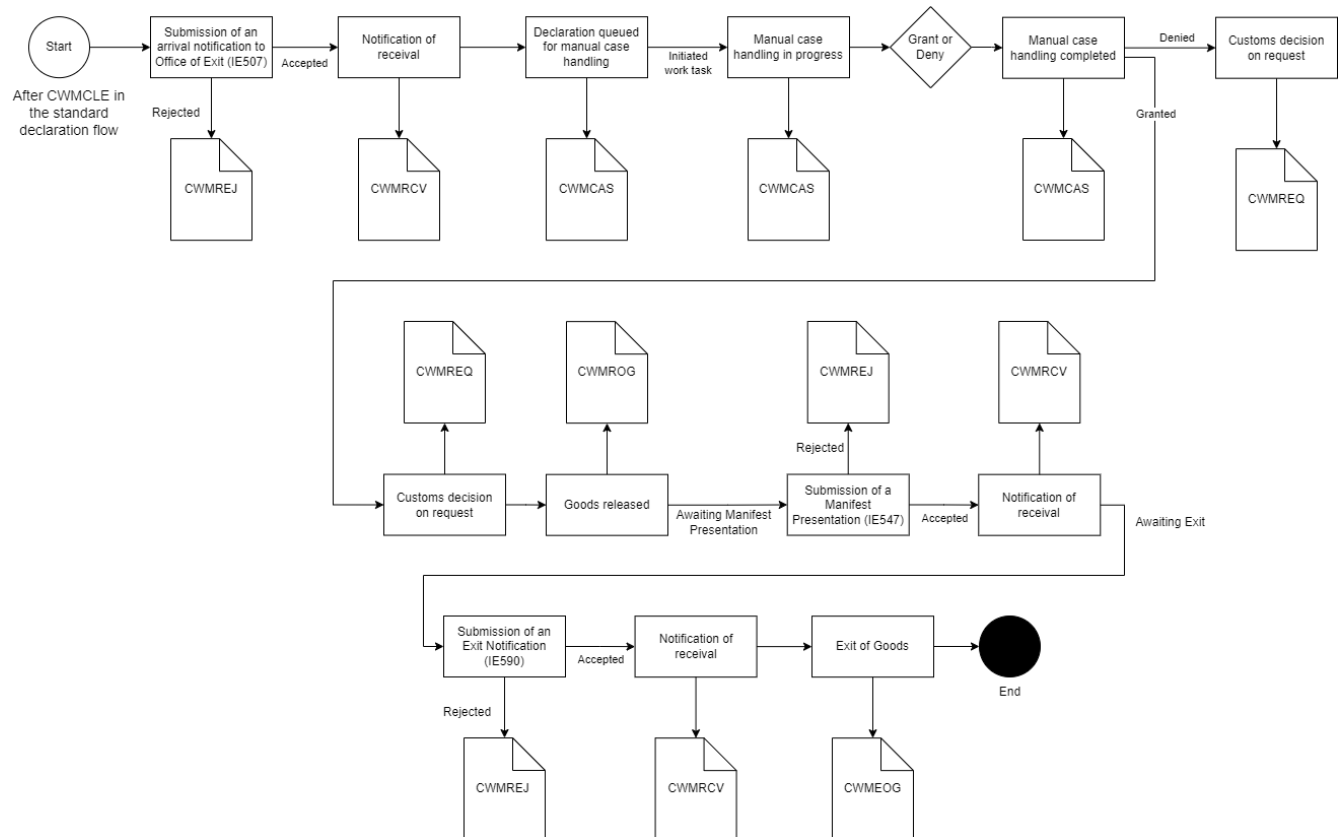 Start
After CWMCLE in
the standard
declaration flow
Submission of an
arrival notification to
Office of Exit (IE507)
Accepted
Rejected
CWMREJ
Notification of
receival
CWMRCV
Declaration queued
for manual case
handling
Initiated
work task
CWMCAS
Manual case
handling in progress
CWMCAS
Grant or
Deny
Manual case
handling completed
Denied
Granted
CWMCAS
Customs decision
on request
CWMREQ
CWMREQ
Customs decision
on request
CWMROG
Goods released
Awaiting Manifest
Presentation
CWMREJ
Rejected
Submission of a
Manifest
Presentation (IE547)
Accepted
CWMRCV
Notification of
receival
Awaiting Exit
Submission of an
Exit Notification
(IE590)
Accepted
Rejected
CWMREJ
Notification of
receival
CWMRCV
Exit of Goods
CWMEOG
End